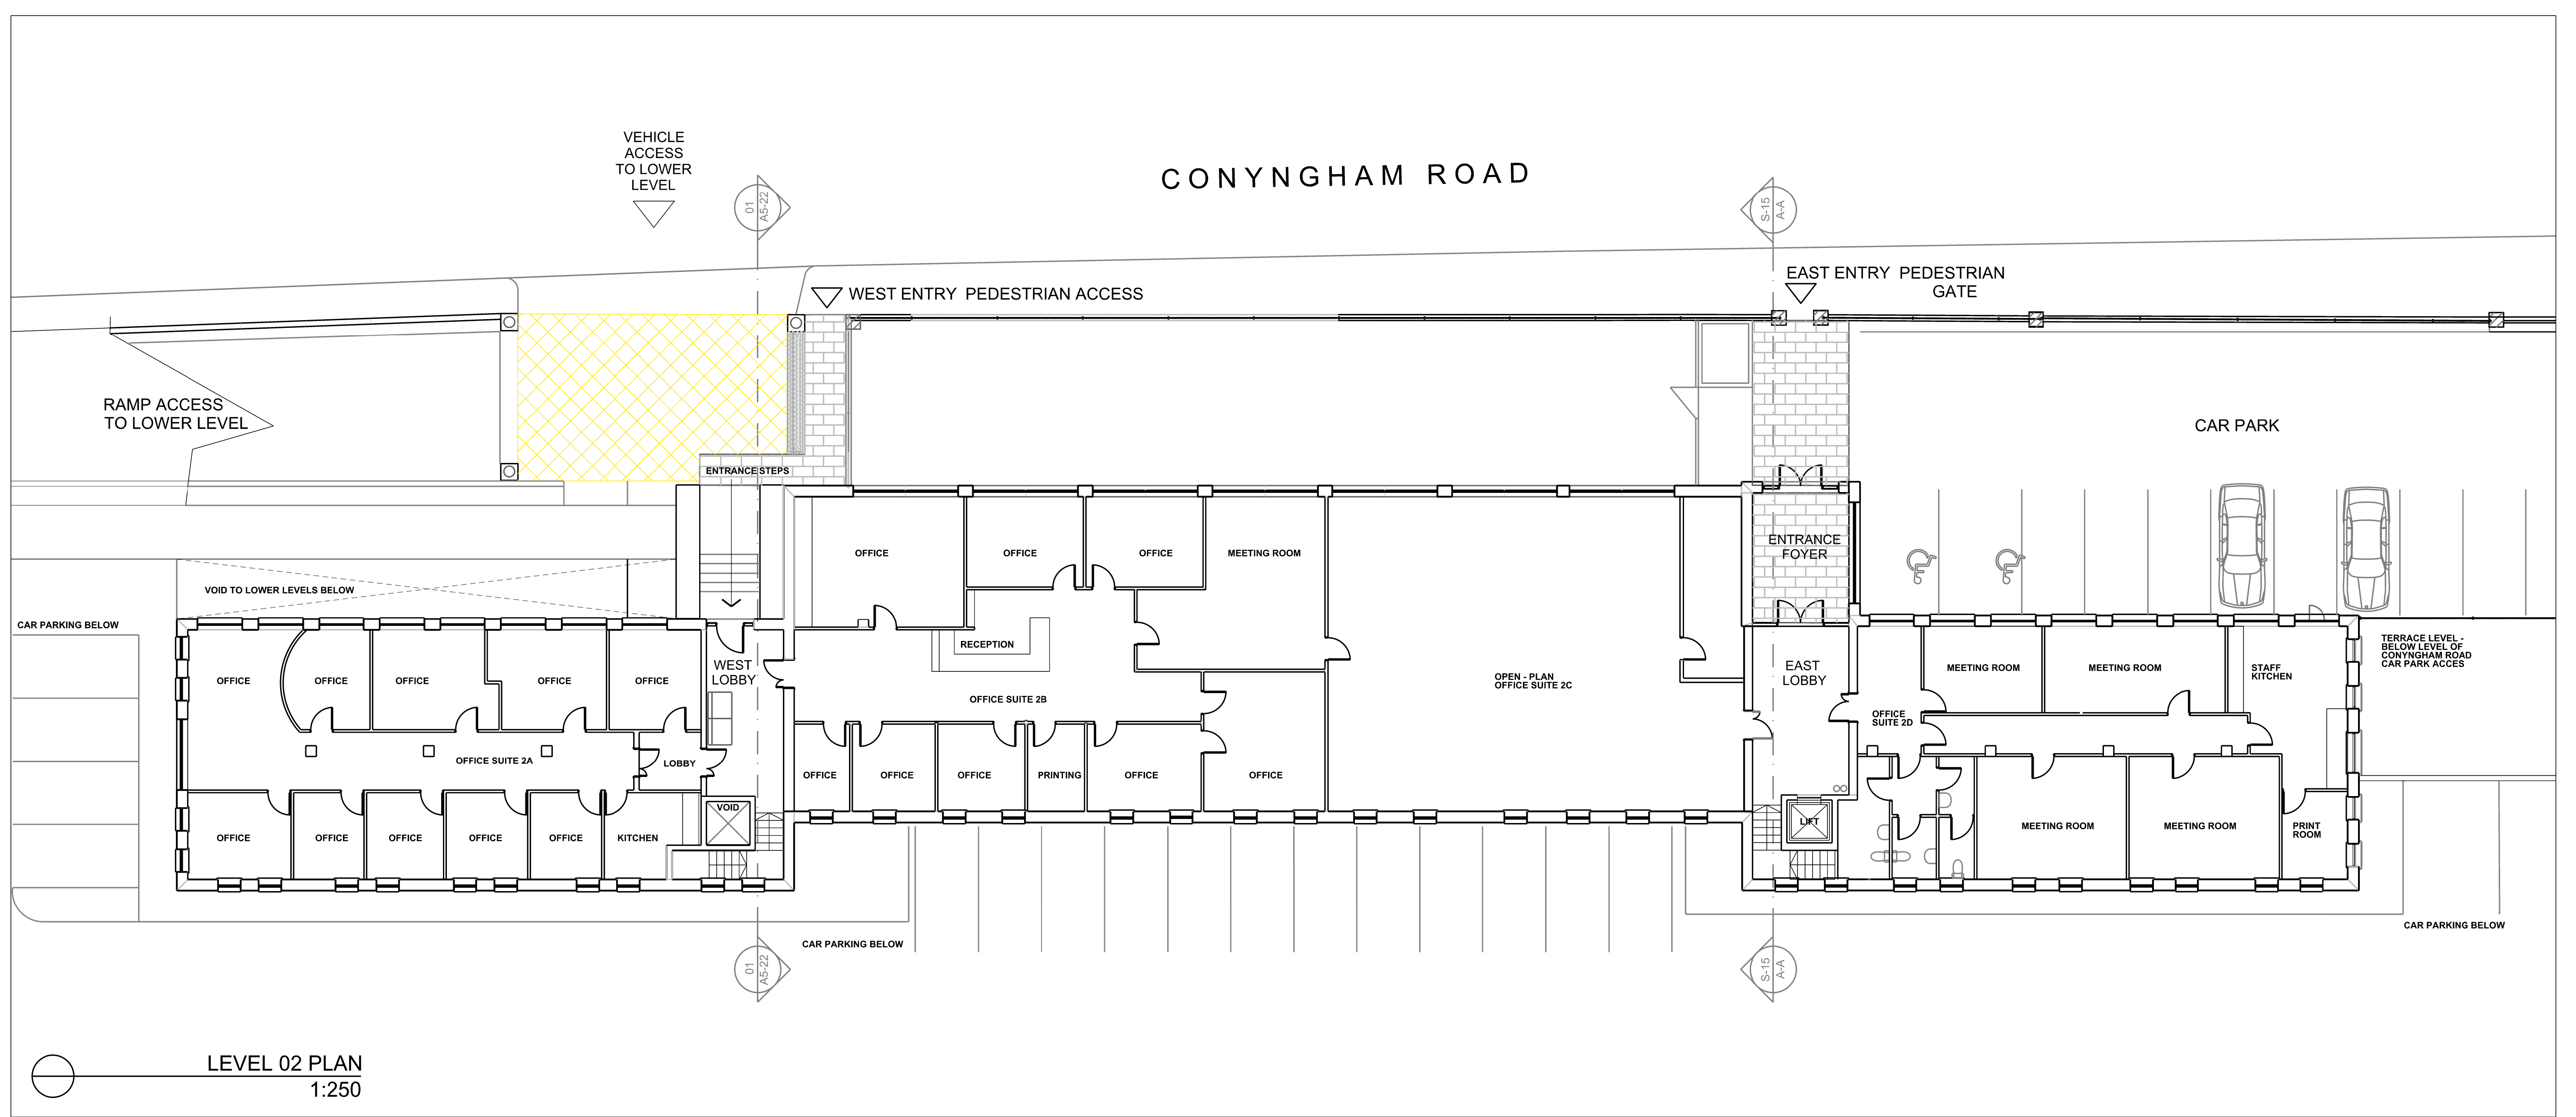 VEHICLE
ACCESS
TO LOWER
LEVEL
CONYNGHAM ROAD
01
A5-22
S-15
A-A
EAST ENTRY PEDESTRIAN
GATE
WEST ENTRY PEDESTRIAN ACCESS
RAMP ACCESS
TO LOWER LEVEL
CAR PARK
ENTRANCE STEPS
ENTRANCE
FOYER
OFFICE
OFFICE
OFFICE
MEETING ROOM
VOID TO LOWER LEVELS BELOW
CAR PARKING BELOW
RECEPTION
TERRACE LEVEL -
BELOW LEVEL OF
CONYNGHAM ROAD
CAR PARK ACCES
OFFICE
OFFICE
OFFICE
OFFICE
OFFICE
WEST
LOBBY
OFFICE SUITE 2B
OPEN - PLAN
OFFICE SUITE 2C
EAST
LOBBY
MEETING ROOM
MEETING ROOM
STAFF
KITCHEN
OFFICE
SUITE 2D
OFFICE SUITE 2A
LOBBY
OFFICE
OFFICE
OFFICE
PRINTING
OFFICE
OFFICE
VOID
LIFT
OFFICE
OFFICE
OFFICE
OFFICE
OFFICE
KITCHEN
MEETING ROOM
MEETING ROOM
PRINT
ROOM
CAR PARKING BELOW
CAR PARKING BELOW
01
A5-22
S-15
A-A
LEVEL 02 PLAN
1:250